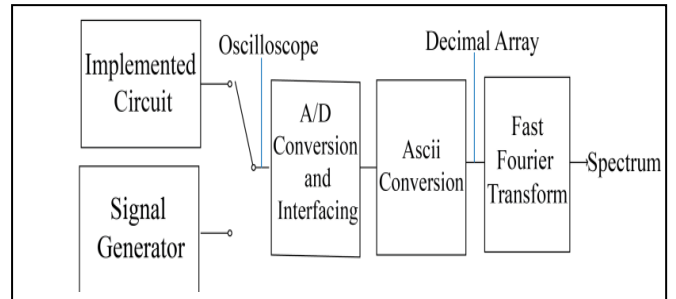 Implemented
Circuit
Oscilloscope
Decimal Array
A/D
Conversion
and
Interfacing
Ascii
Conversion
Fast
Fourier
Transform
Spectrum
Signal
Generator